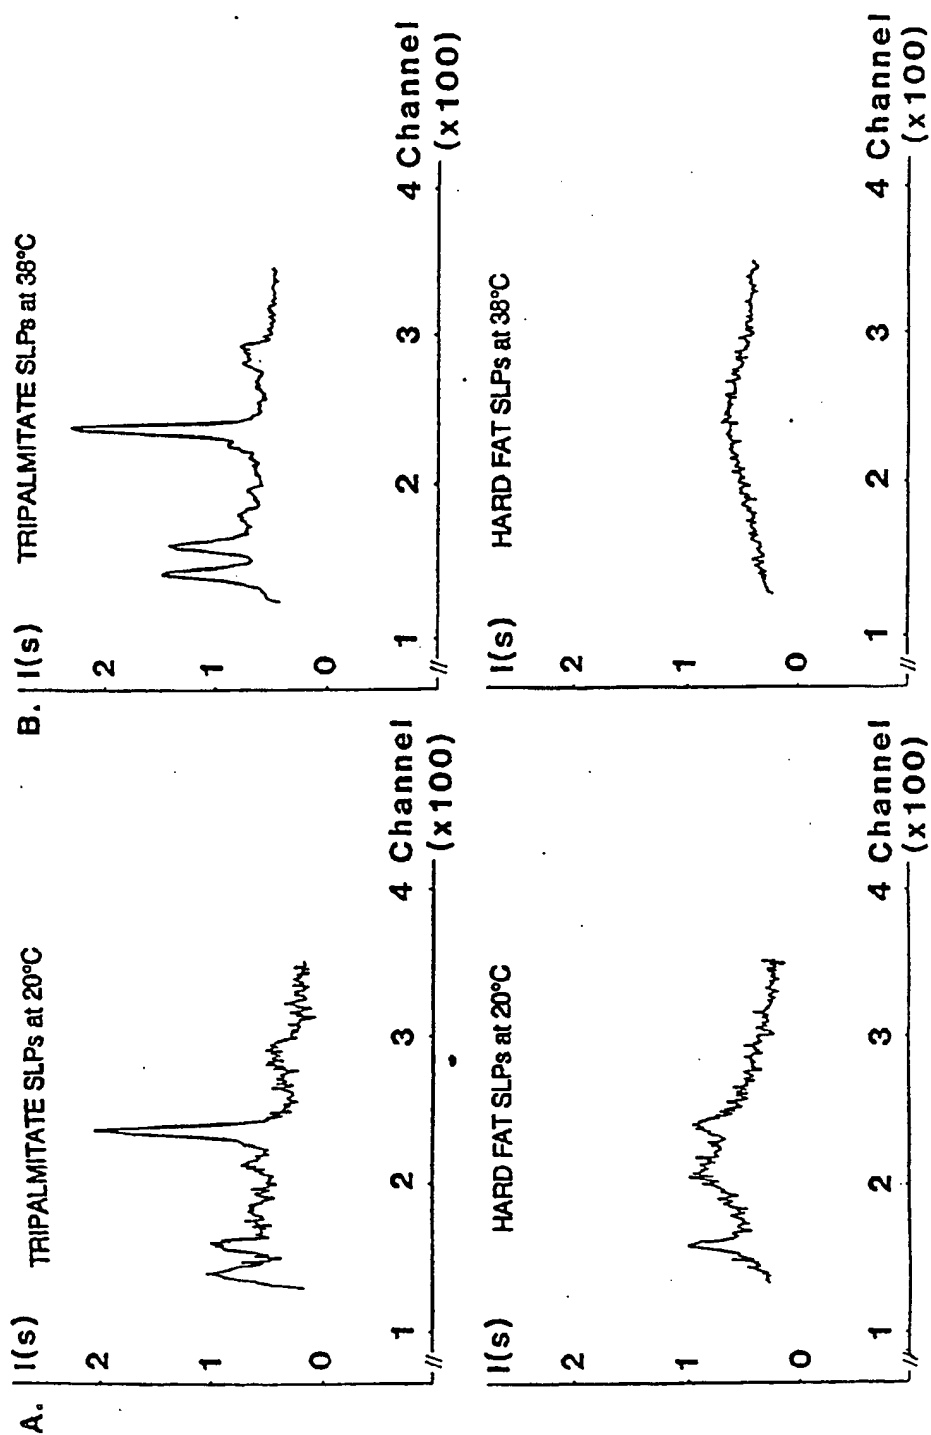 A.
I(s)
TRIPALMITATE SLPs at 20°C
2
1
0
1 2 3 4 Channel
(x100)
I(s)
HARD FAT SLPs at 20°C
2
1
0
1 2 3 4 Channel
(x100)
B.
I(s)
TRIPALMITATE SLPs at 38°C
2
1
0
1 2 3 4 Channel
(x100)
I(s)
HARD FAT SLPs at 38°C
2
1
0
1 2 3 4 Channel
(x100)